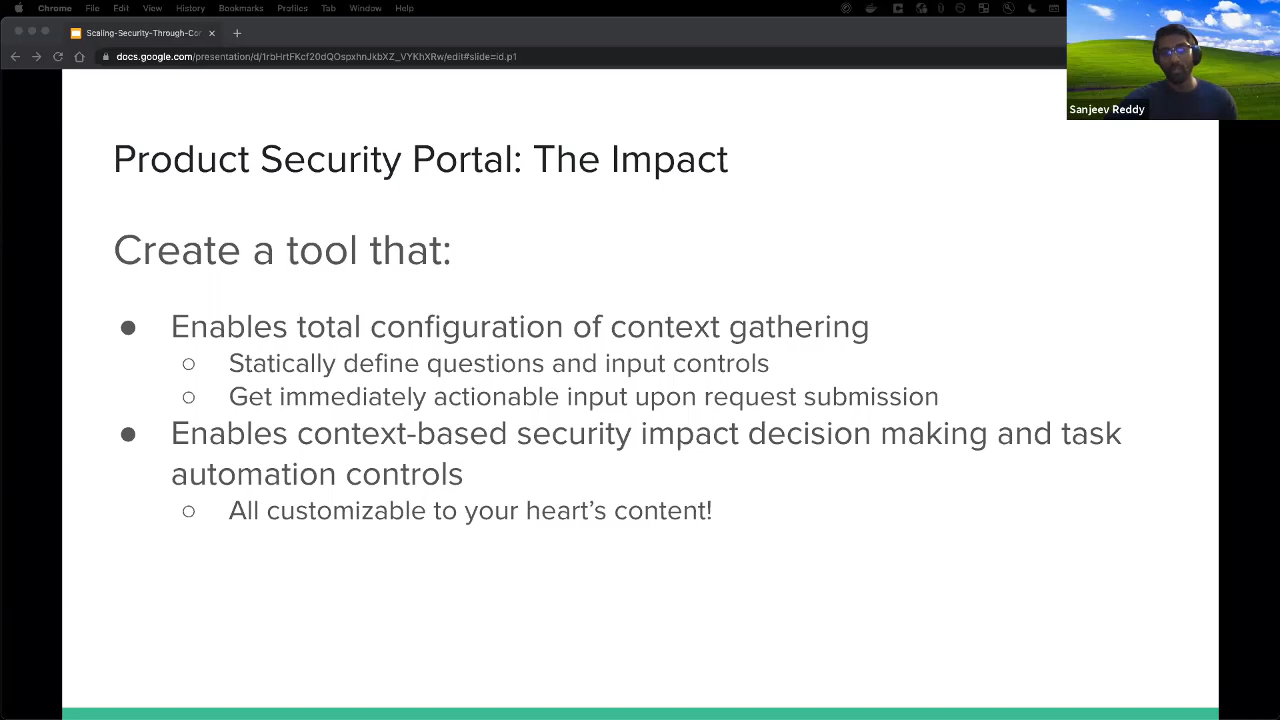 Chrome File Edit View History Bookmarks Profiles Tab Window Help
Scaling-Security-Through-Cor
docs.google.com/presentation/d/1rbHrtFKcf20dQOspxhnJkbXZ_VYKhXRw/edit#slide=id.p1
Sanjeev Reddy
Product Security Portal: The Impact
Create a tool that:
● Enables total configuration of context gathering
○ Statically define questions and input controls
○ Get immediately actionable input upon request submission
● Enables context-based security impact decision making and task
automation controls
○ All customizable to your heart’s content!